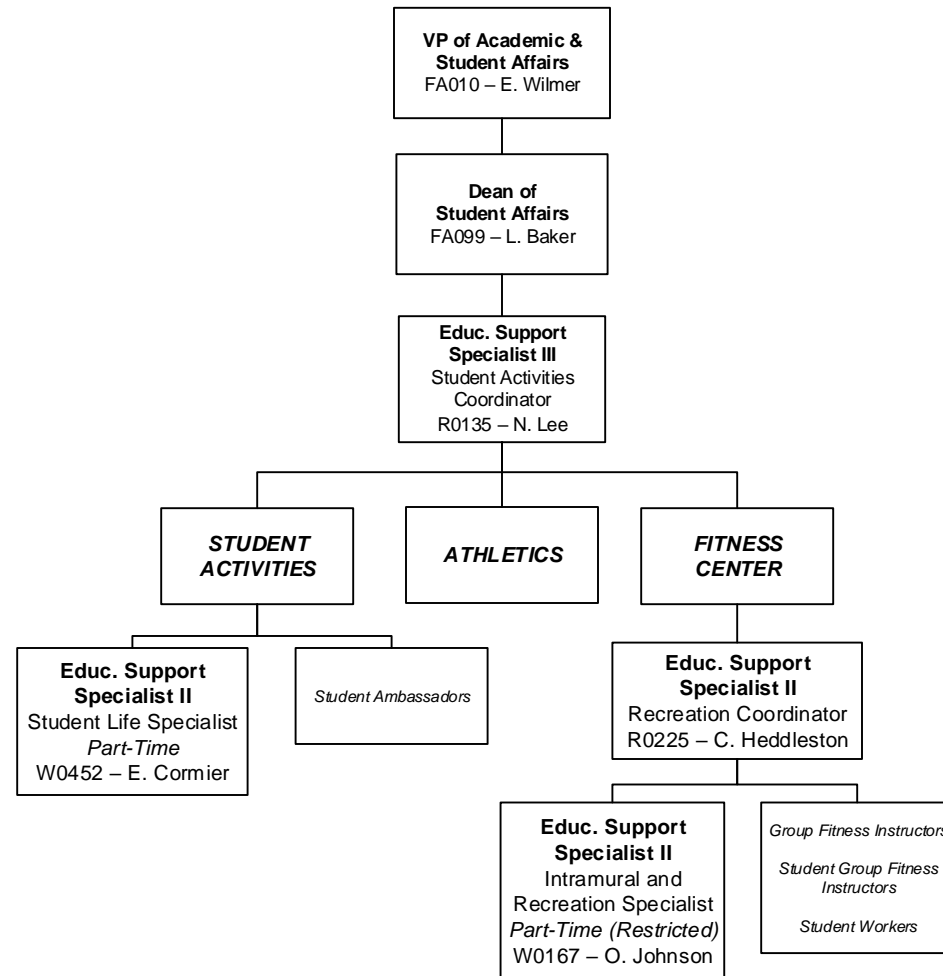 VP of Academic &
Student Affairs
FA010 – E. Wilmer
Dean of
Student Affairs
FA099 – L. Baker
Educ. Support
Specialist III
Student Activities
Coordinator
R0135 – N. Lee
STUDENT
ACTIVITIES
ATHLETICS
FITNESS
CENTER
Educ. Support
Specialist II
Student Life Specialist
Part-Time
W0452 – E. Cormier
Student Ambassadors
Educ. Support
Specialist II
Recreation Coordinator
R0225 – C. Heddleston
Educ. Support
Specialist II
Intramural and
Recreation Specialist
Part-Time (Restricted)
W0167 – O. Johnson
Group Fitness Instructors
Student Group Fitness
Instructors
Student Workers